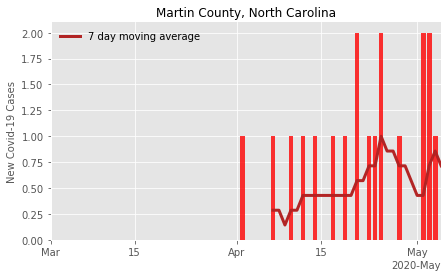 Martin County, North Carolina
7 day moving average
New Covid-19 Cases
2.00
1.75
1.50
1.25
1.00
0.75
0.50
0.25
0.00
Mar
15
Apr
15
May
2020-May